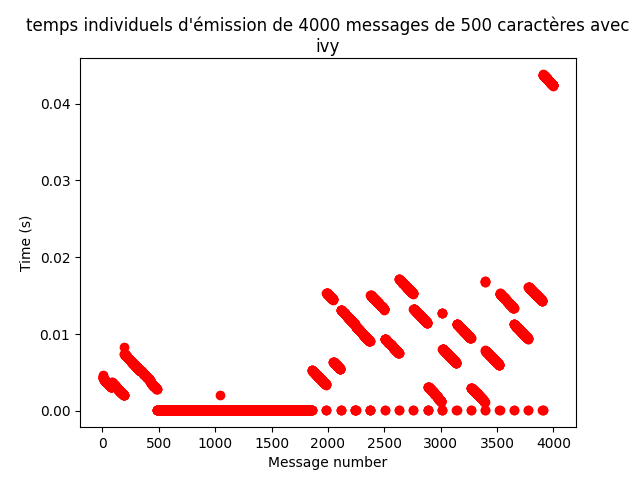 temps individuels d'émission de 4000 messages de 500 caractères avec
ivy
0.04
0.03
0.02
0.01
0.00
Time (s)
0 500 1000 1500 2000 2500 3000 3500 4000
Message number